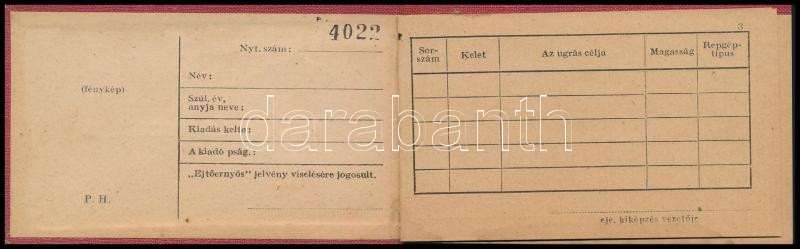 Nyt. szám: 4022
(fénykép)
Név:
Szül. év,
anyja neve:
Kiadás kelte:
A kiadó pság.:
„Ejtőernyős" jelvény viselésére jogosult.
P. H.
3
Sor-
szám
Kelet
Az ugrás célja
Magasság
Repgép-
típus
eje. kiképzés vezetője
darabanth